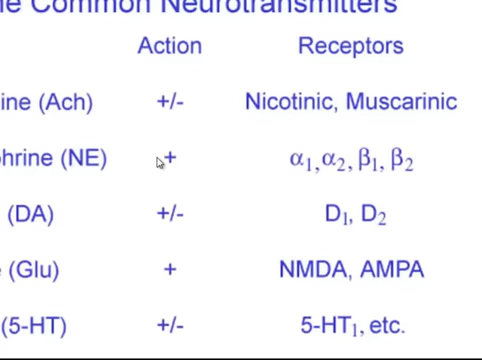 Common Neurotransmitters
Action Receptors
ine (Ach) +/- Nicotinic, Muscarinic
hrine (NE) + α₁,α₂, β₁, β₂
(DA) +/- D₁, D₂
(Glu) + NMDA, AMPA
(5-HT) +/- 5-HT₁, etc.